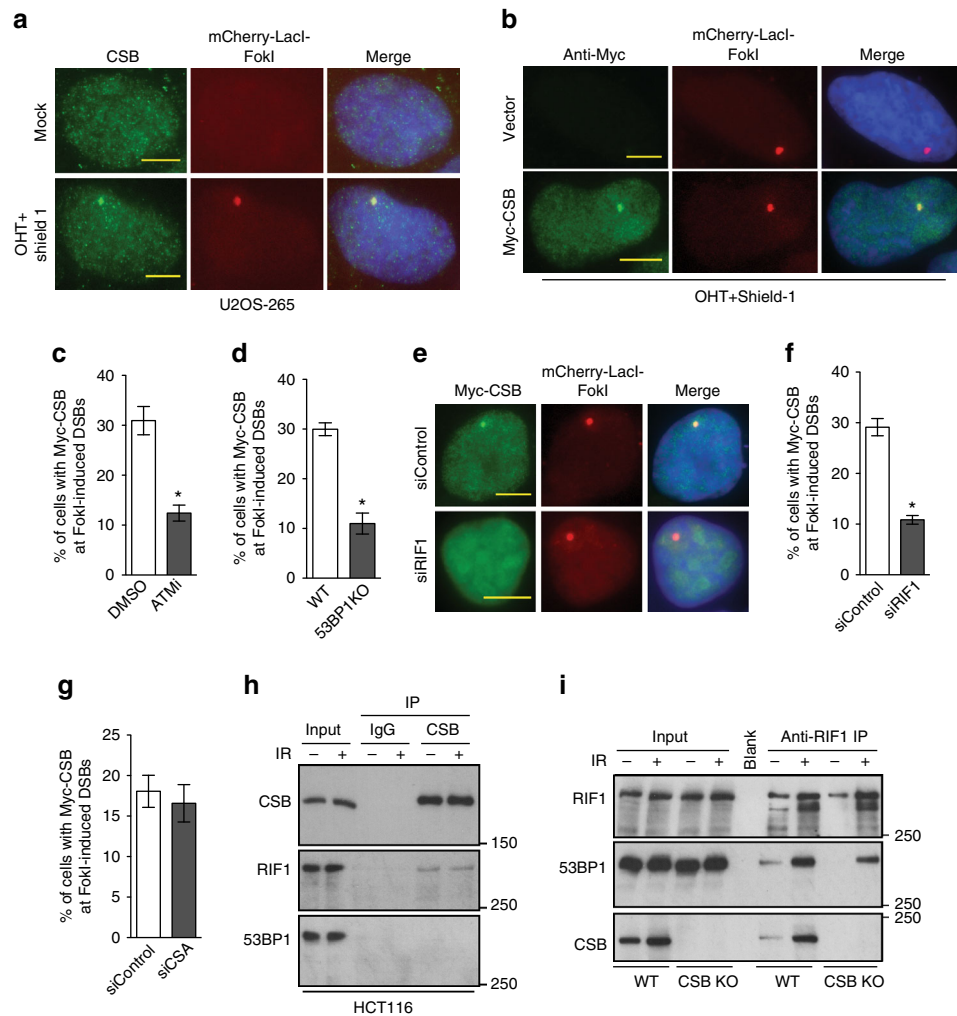 a
CSB
mCherry-LacI-
FokI
Merge
Mock
OHT+
shield 1
U2OS-265
b
Anti-Myc
mCherry-LacI-
FokI
Merge
Vector
Myc-CSB
OHT+Shield-1
c
% of cells with Myc-CSB
at FokI-induced DSBs
40
30
20
10
0
*
DMSO
ATMi
d
% of cells with Myc-CSB
at FokI-induced DSBs
40
30
20
10
0
*
WT
53BP1KO
e
Myc-CSB
mCherry-LacI-
FokI
Merge
siControl
siRIF1
f
% of cells with Myc-CSB
at FokI-induced DSBs
40
30
20
10
0
*
siControl
siRIF1
g
% of cells with Myc-CSB
at FokI-induced DSBs
25
20
15
10
5
0
siControl
siCSA
h
IP
Input
IgG
CSB
IR
– + – + – +
CSB
150
RIF1
250
53BP1
250
HCT116
i
Input
Blank
Anti-RIF1 IP
IR
– + – + – + – +
RIF1
250
53BP1
250
250
CSB
WT
CSB KO
WT
CSB KO